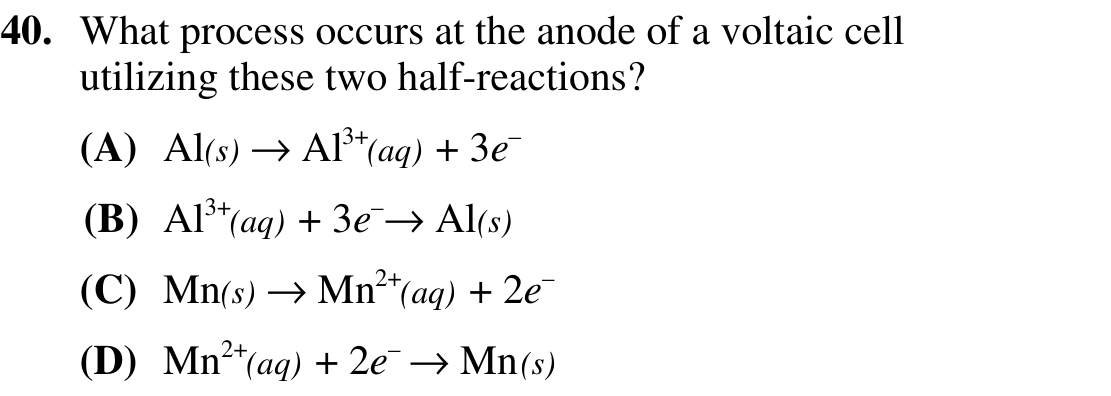 40. What process occurs at the anode of a voltaic cell
utilizing these two half-reactions?
(A) Al(s) → Al³⁺(aq) + 3e⁻
(B) Al³⁺(aq) + 3e⁻→ Al(s)
(C) Mn(s) → Mn²⁺(aq) + 2e⁻
(D) Mn²⁺(aq) + 2e⁻ → Mn(s)